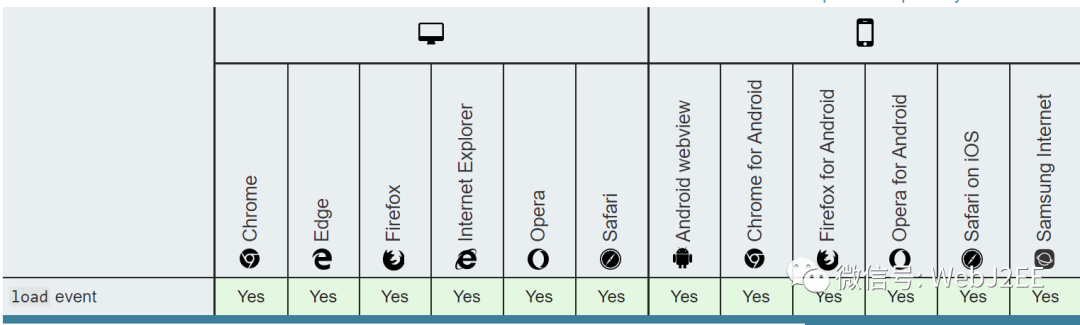 Chrome
Edge
Firefox
Internet Explorer
Opera
Safari
Android webview
Chrome for Android
Firefox for Android
Opera for Android
Safari on iOS
Samsung Internet
微信号: WebJ2EE
load event Yes Yes Yes Yes Yes Yes Yes Yes Yes Yes Yes Yes